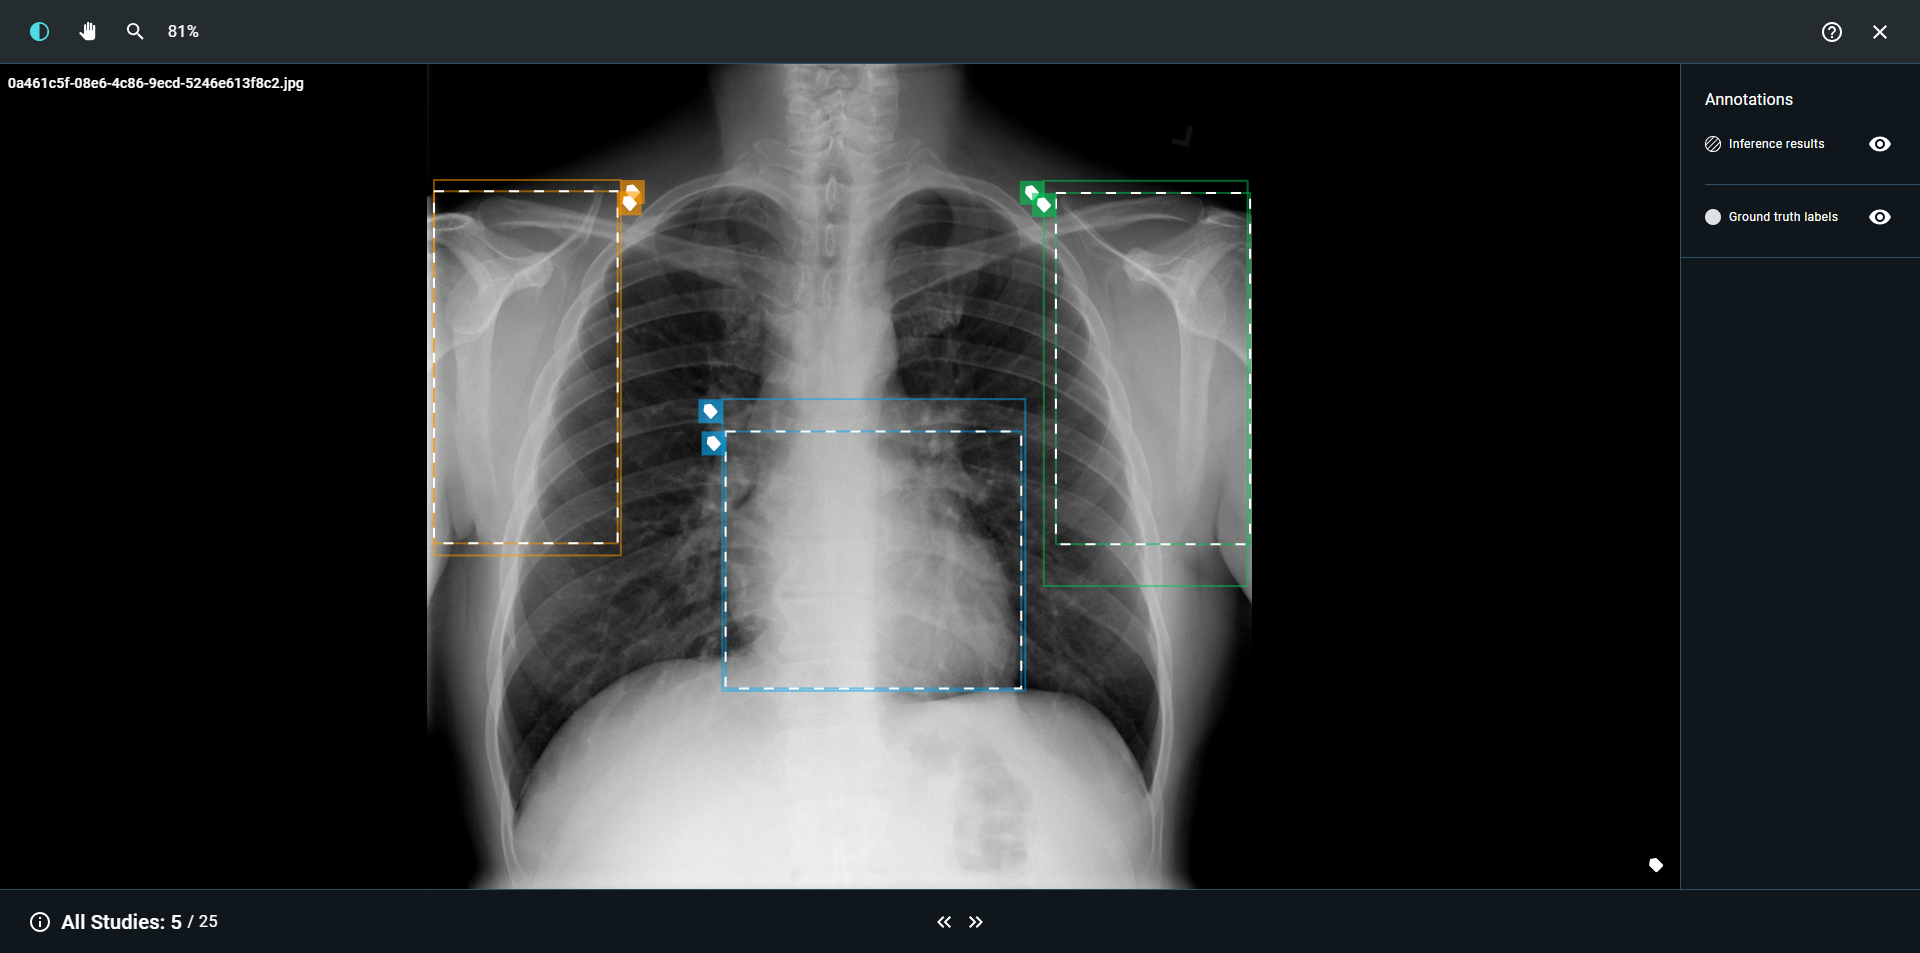 81%
0a461c5f-08e6-4c86-9ecd-5246e613f8c2.jpg
Annotations
Inference results
Ground truth labels
All Studies: 5 / 25